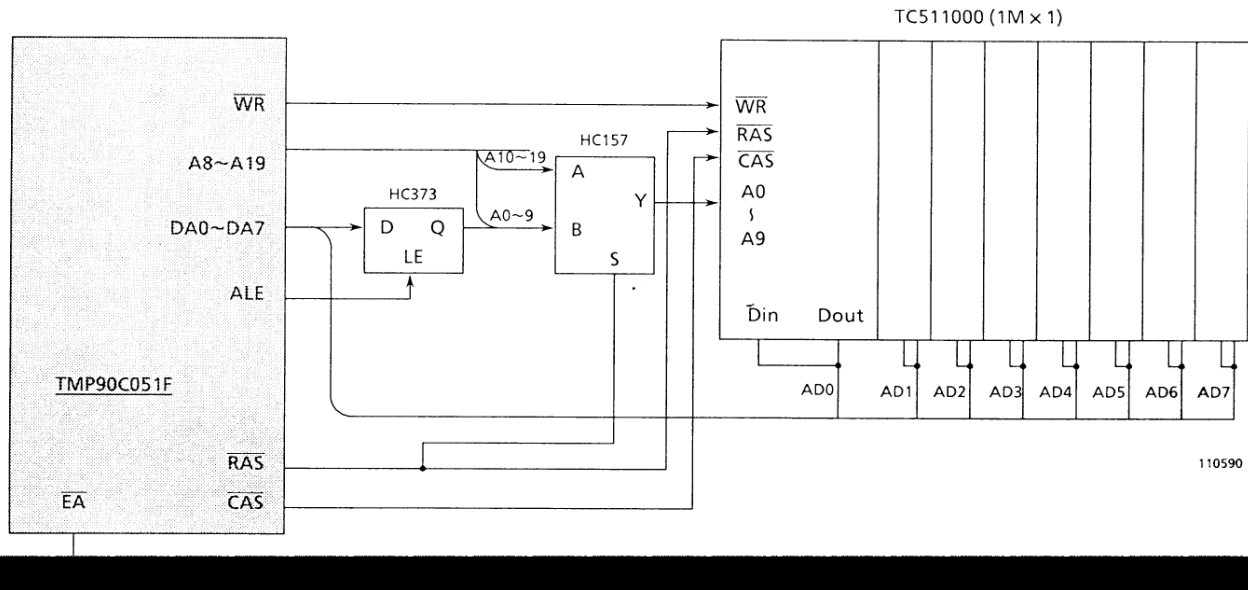 TC511000 (1M × 1)
WR
A8~A19
DA0~DA7
ALE
TMP90C051F
RAS
EA
CAS
HC373
D Q
LE
A10~19
A0~9
HC157
A
Y
B
S
WR
RAS
CAS
A0
~
A9
Din Dout
AD0 AD1 AD2 AD3 AD4 AD5 AD6 AD7
110590